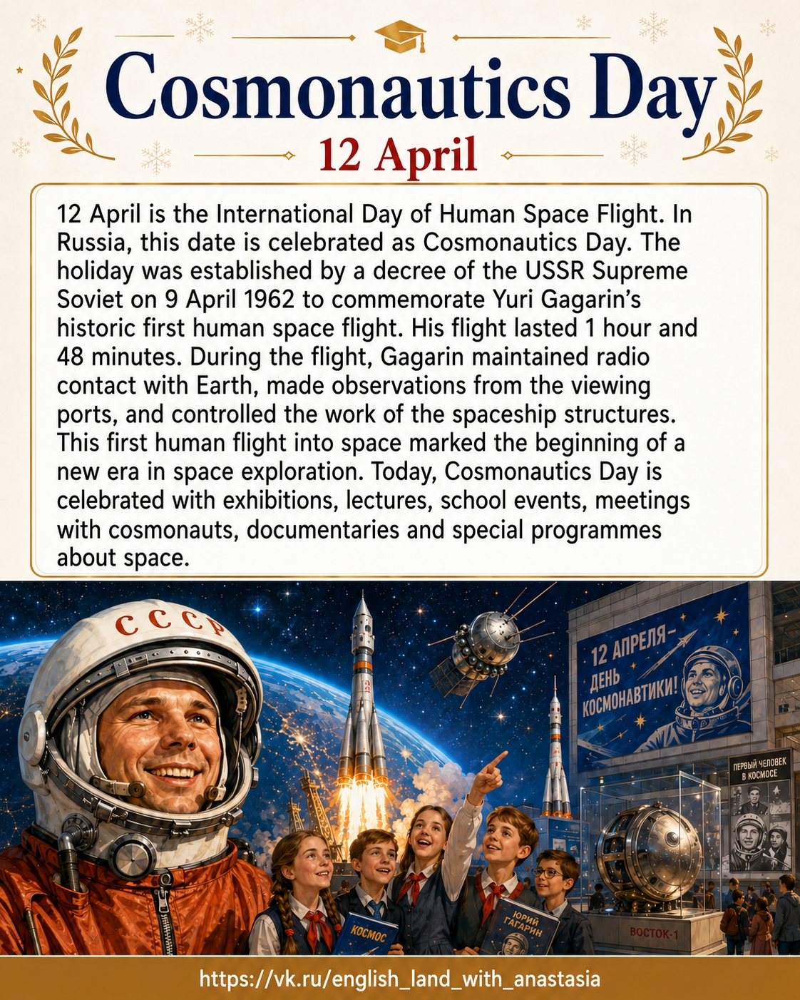 Cosmonautics Day
12 April
12 April is the International Day of Human Space Flight. In
Russia, this date is celebrated as Cosmonautics Day. The
holiday was established by a decree of the USSR Supreme
Soviet on 9 April 1962 to commemorate Yuri Gagarin’s
historic first human space flight. His flight lasted 1 hour and
48 minutes. During the flight, Gagarin maintained radio
contact with Earth, made observations from the viewing
ports, and controlled the work of the spaceship structures.
This first human flight into space marked the beginning of a
new era in space exploration. Today, Cosmonautics Day is
celebrated with exhibitions, lectures, school events, meetings
with cosmonauts, documentaries and special programmes
about space.
СССР
12 АПРЕЛЯ–
ДЕНЬ
КОСМОНАВТИКИ!
ПЕРВЫЙ ЧЕЛОВЕК
В КОСМОСЕ
КОСМОС
ЮРИЙ
ГАГАРИН
ВОСТОК-1
https://vk.ru/english_land_with_anastasia